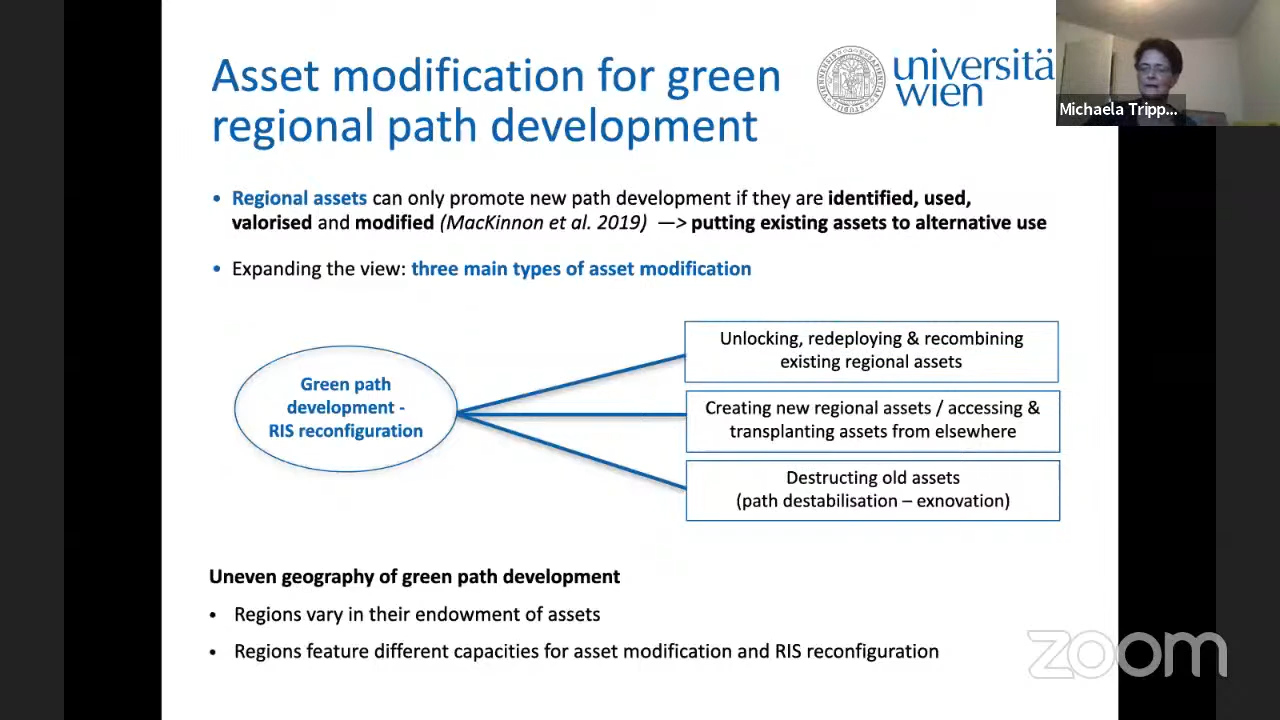 Asset modification for green
regional path development
universitä
wien
Michaela Tripp...
• Regional assets can only promote new path development if they are identified, used,
valorised and modified (MacKinnon et al. 2019) —> putting existing assets to alternative use
• Expanding the view: three main types of asset modification
Green path
development -
RIS reconfiguration
Unlocking, redeploying & recombining
existing regional assets
Creating new regional assets / accessing &
transplanting assets from elsewhere
Destructing old assets
(path destabilisation – exnovation)
Uneven geography of green path development
• Regions vary in their endowment of assets
• Regions feature different capacities for asset modification and RIS reconfiguration
zoom